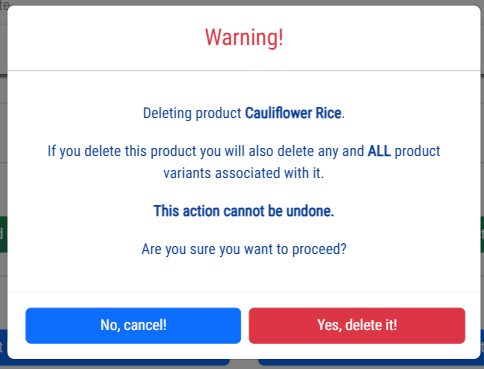 te
Warning!
Deleting product Cauliflower Rice.
If you delete this product you will also delete any and ALL product
variants associated with it.
This action cannot be undone.
Are you sure you want to proceed?
No, cancel! Yes, delete it!